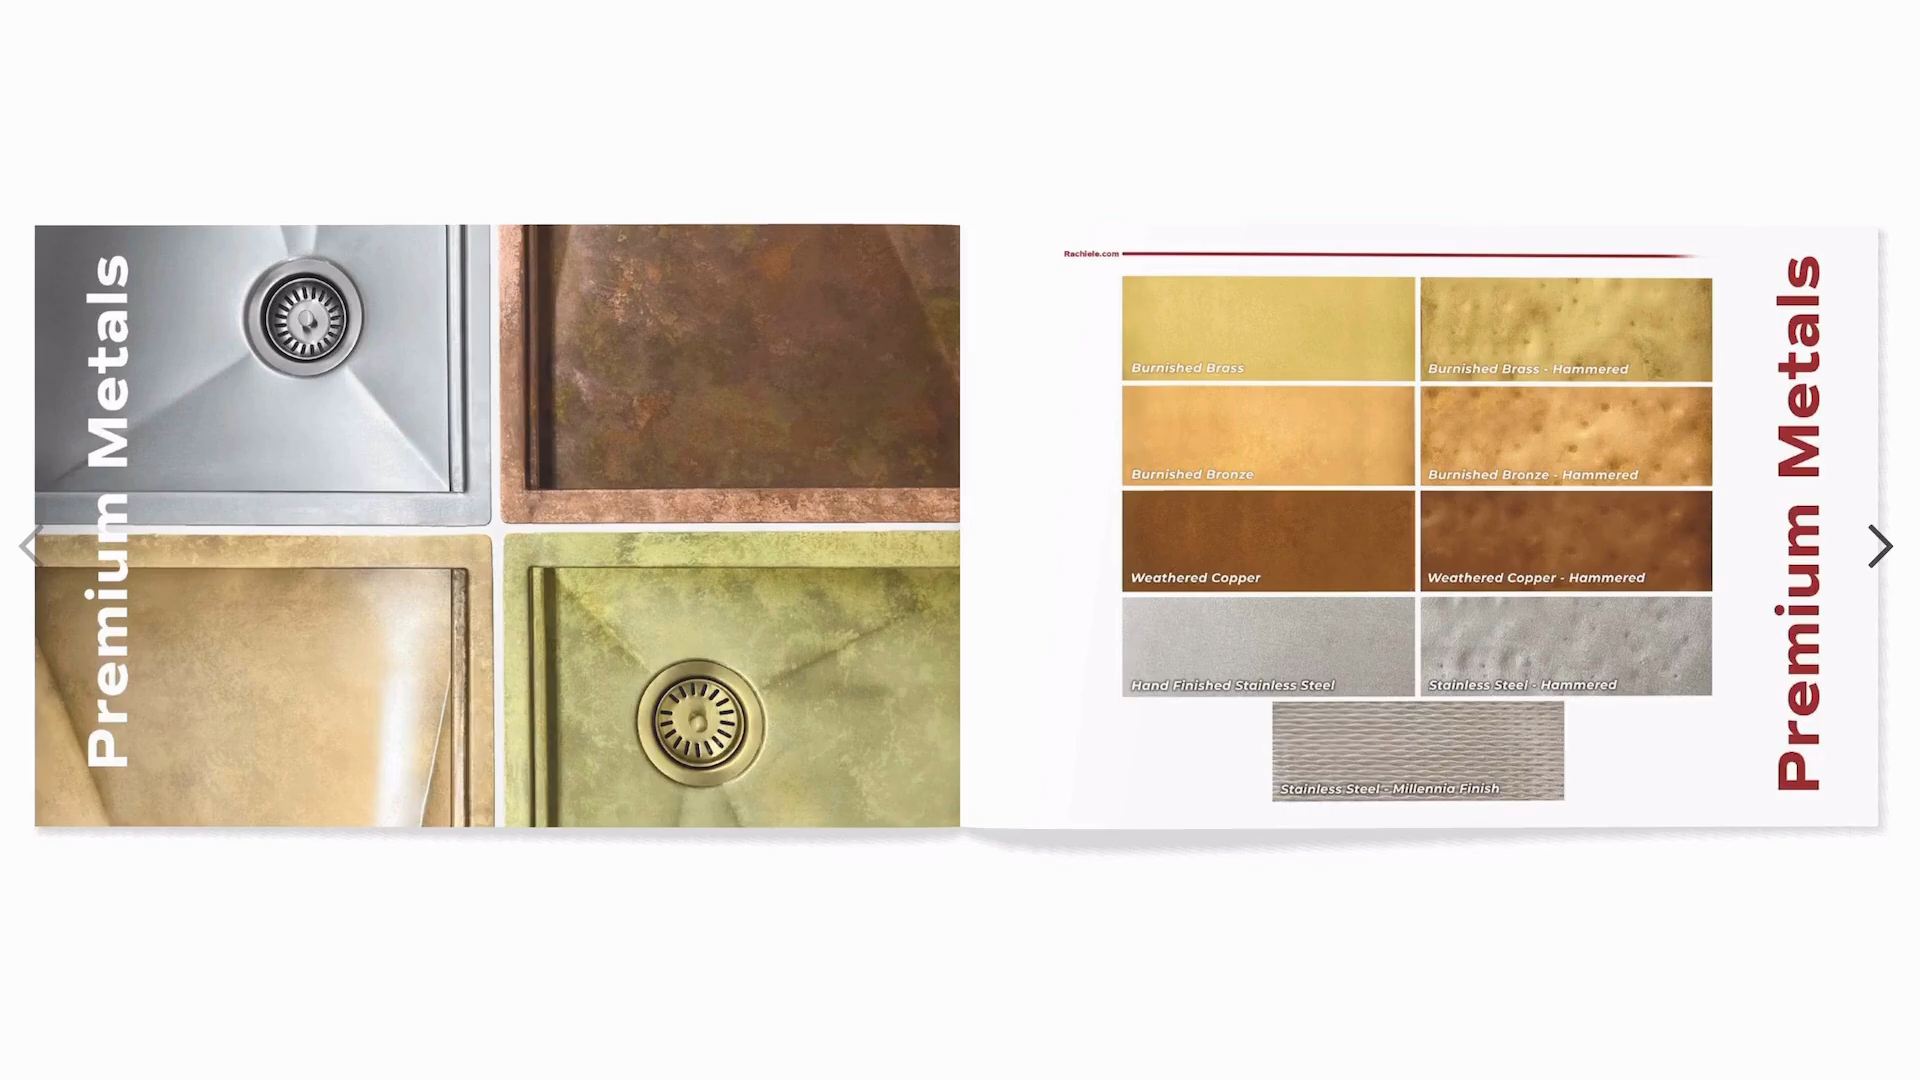 Premium Metals
Rachiele.com
Burnished Brass
Burnished Brass - Hammered
Burnished Bronze
Burnished Bronze - Hammered
Weathered Copper
Weathered Copper - Hammered
Hand Finished Stainless Steel
Stainless Steel - Hammered
Stainless Steel - Millennia Finish
Premium Metals